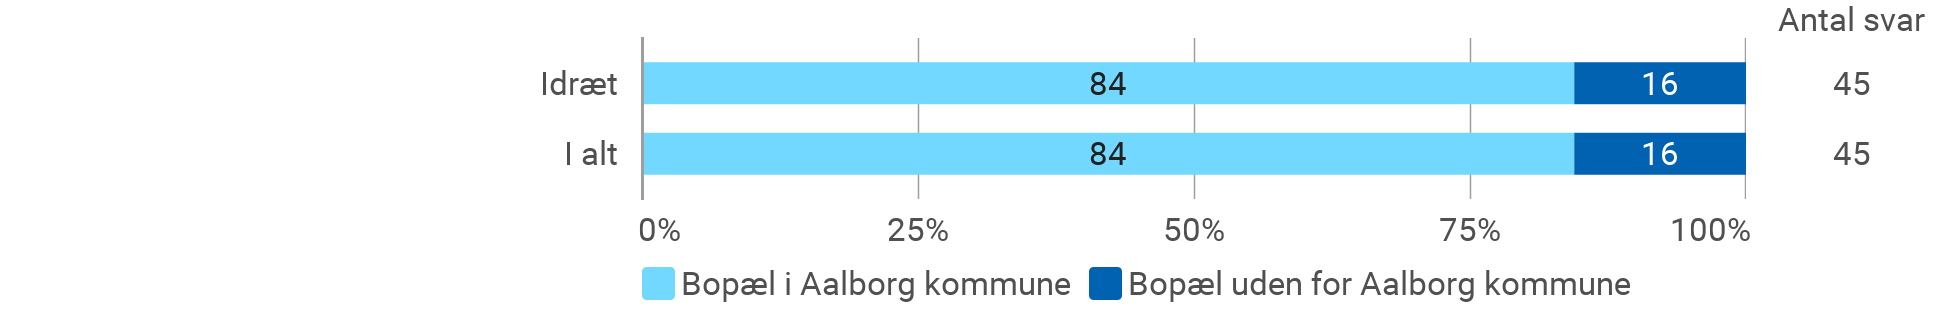 Antal svar
Idræt 84 16 45
I alt 84 16 45
0% 25% 50% 75% 100%
Bopæl i Aalborg kommune Bopæl uden for Aalborg kommune